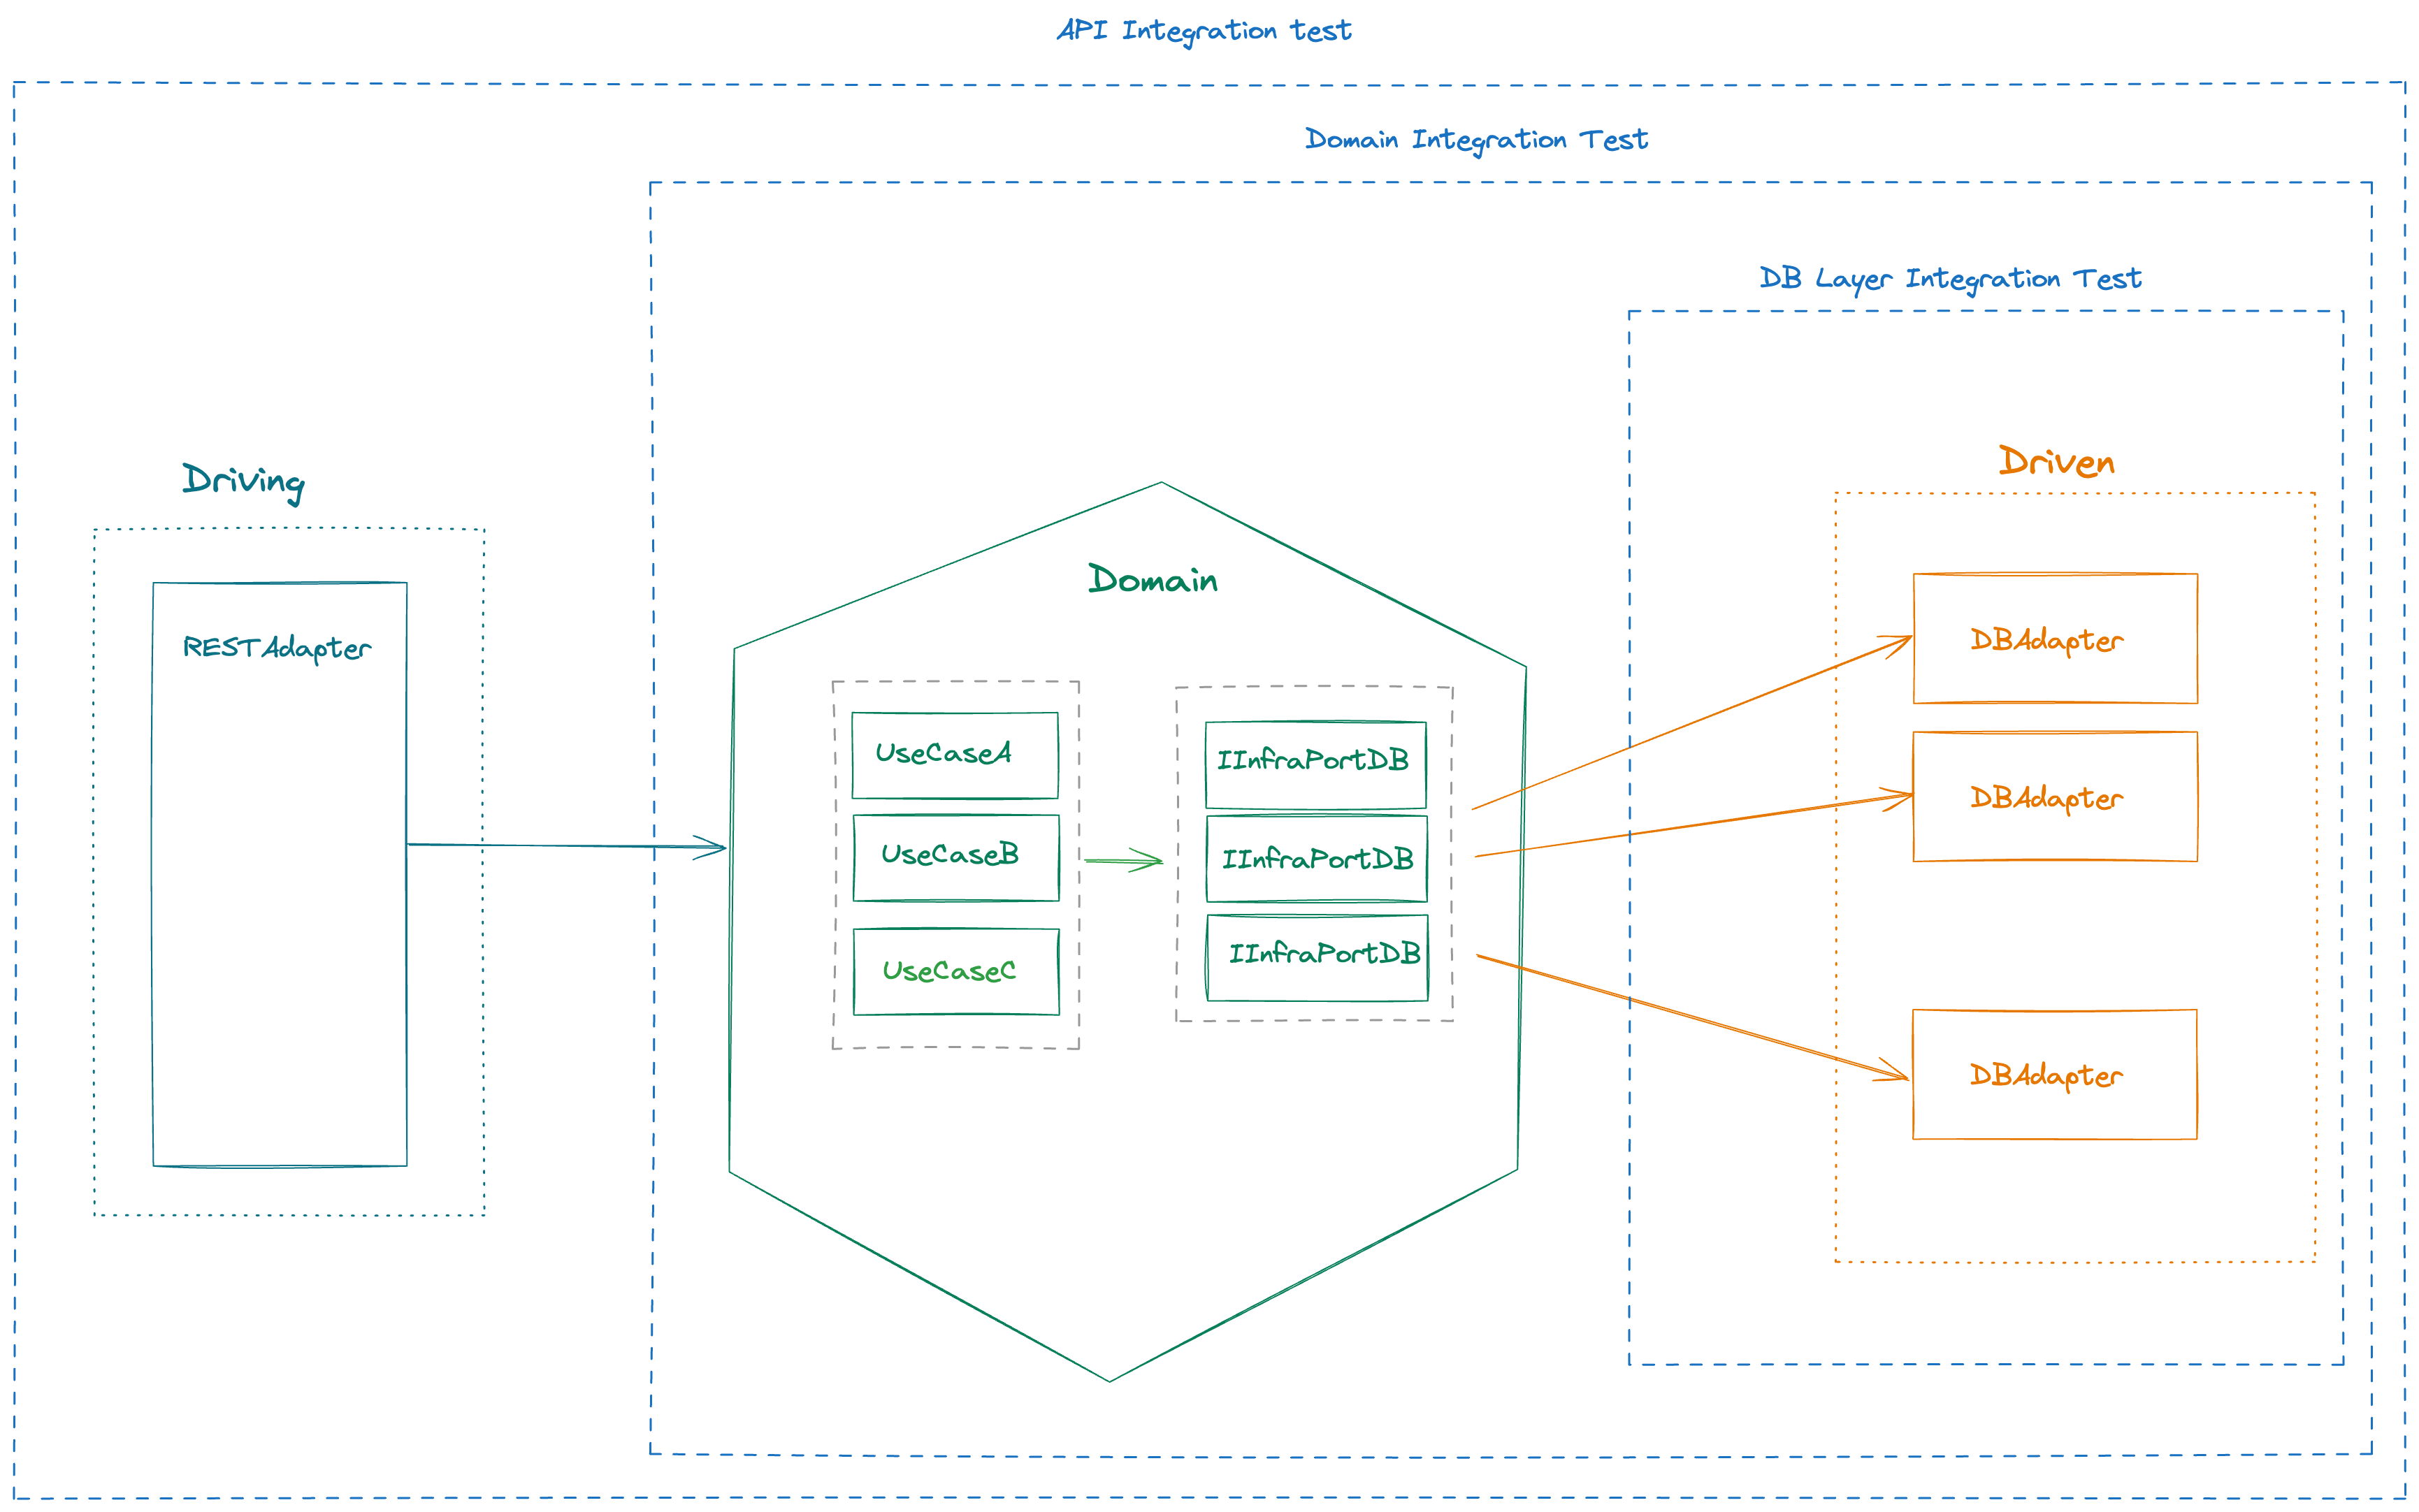 API Integration test
Domain Integration Test
DB Layer Integration Test
Driving
RESTAdapter
Domain
UseCaseA
UseCaseB
UseCaseC
IInfraPortDB
IInfraPortDB
IInfraPortDB
Driven
DBAdapter
DBAdapter
DBAdapter